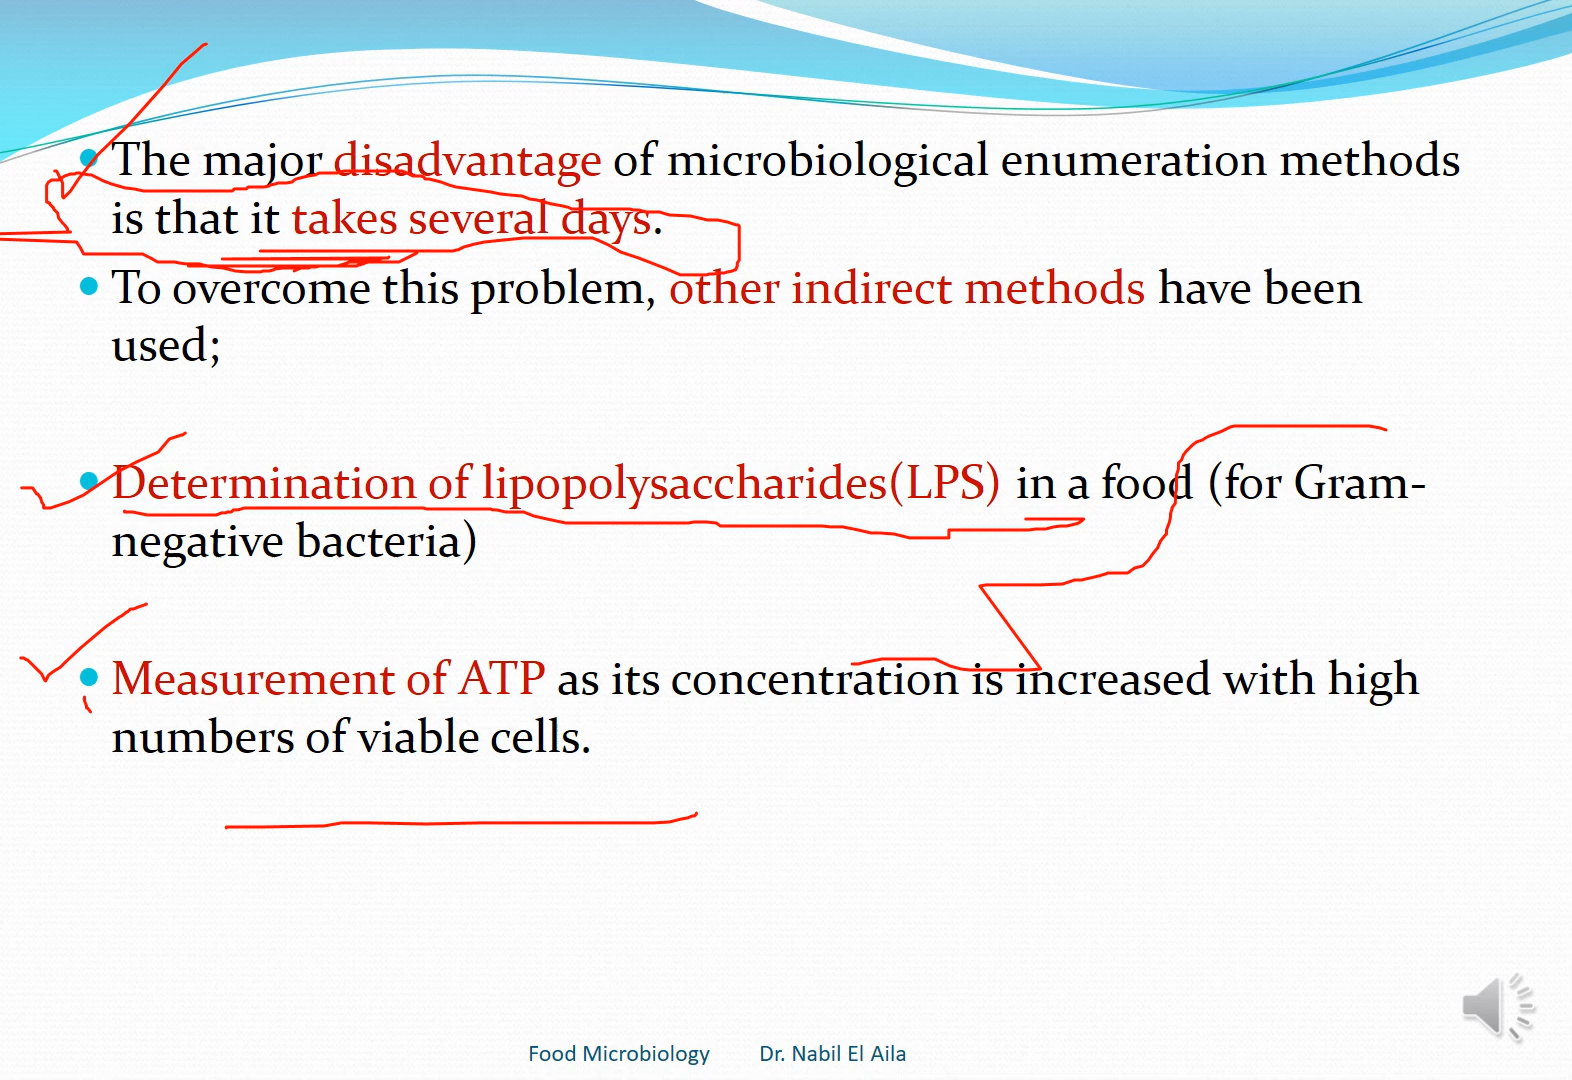 The major disadvantage of microbiological enumeration methods
is that it takes several days.
To overcome this problem, other indirect methods have been
used;
Determination of lipopolysaccharides(LPS) in a food (for Gram-
negative bacteria)
Measurement of ATP as its concentration is increased with high
numbers of viable cells.
Food Microbiology Dr. Nabil El Aila